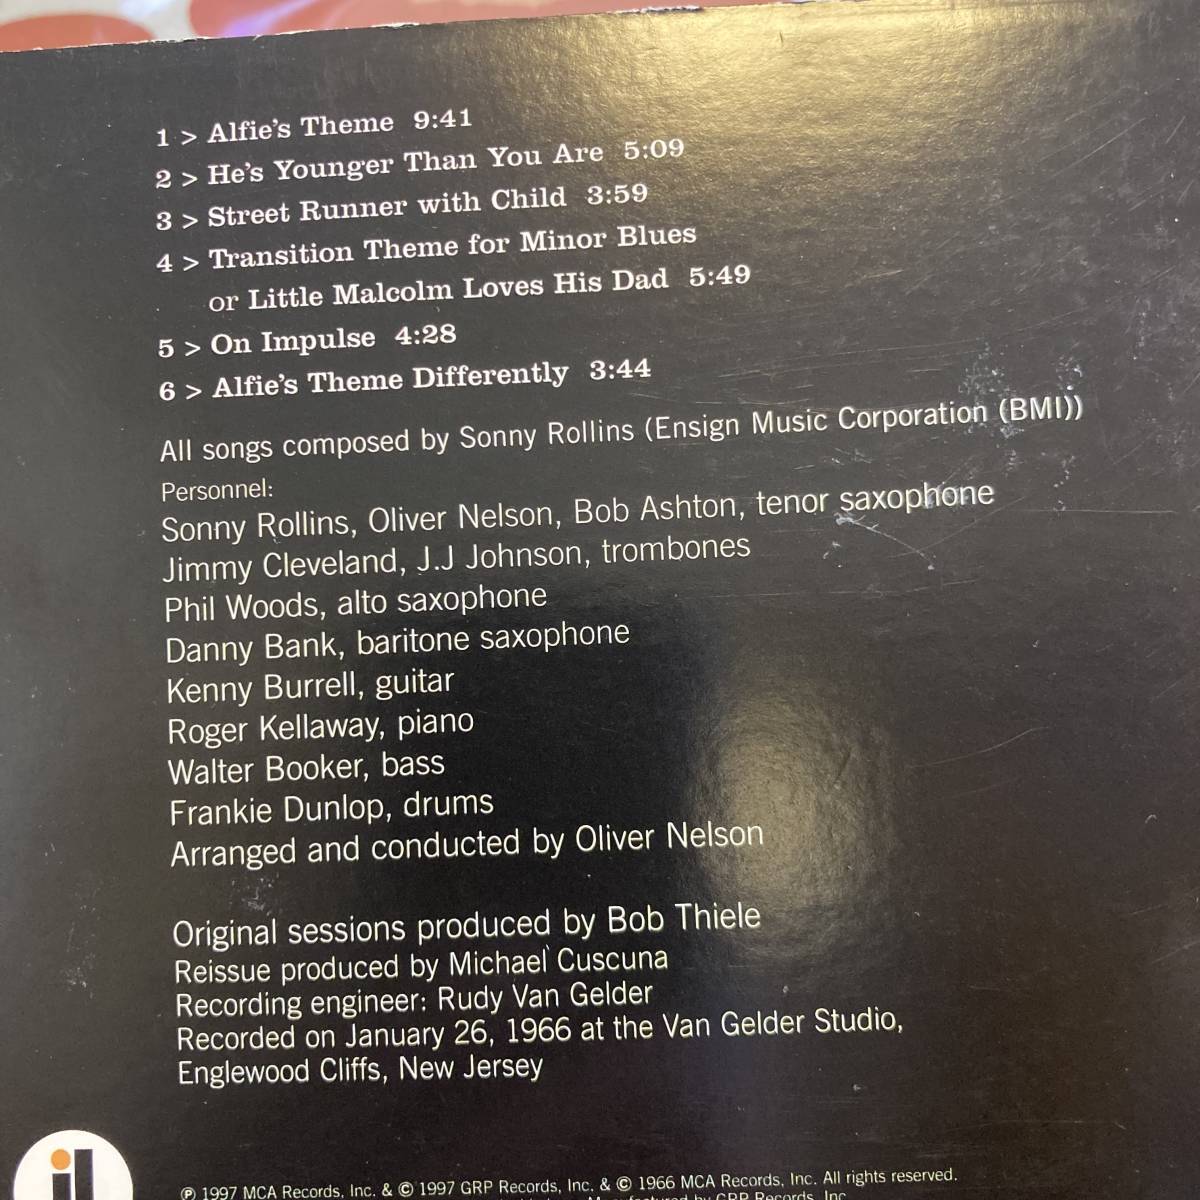 1 > Alfie's Theme 9:41
2 > He's Younger Than You Are 5:09
3 > Street Runner with Child 3:59
4 > Transition Theme for Minor Blues
or Little Malcolm Loves His Dad 5:49
5 > On Impulse 4:28
6 > Alfie's Theme Differently 3:44
All songs composed by Sonny Rollins (Ensign Music Corporation (BMI))
Personnel:
Sonny Rollins, Oliver Nelson, Bob Ashton, tenor saxophone
Jimmy Cleveland, J.J Johnson, trombones
Phil Woods, alto saxophone
Danny Bank, baritone saxophone
Kenny Burrell, guitar
Roger Kellaway, piano
Walter Booker, bass
Frankie Dunlop, drums
Arranged and conducted by Oliver Nelson
Original sessions produced by Bob Thiele
Reissue produced by Michael Cuscuna
Recording engineer: Rudy Van Gelder
Recorded on January 26, 1966 at the Van Gelder Studio,
Englewood Cliffs, New Jersey
℗ 1997 MCA Records, Inc. & © 1997 GRP Records, Inc. & © 1966 MCA Records, Inc. All rights reserved.
Manufactured by GRP Records, Inc